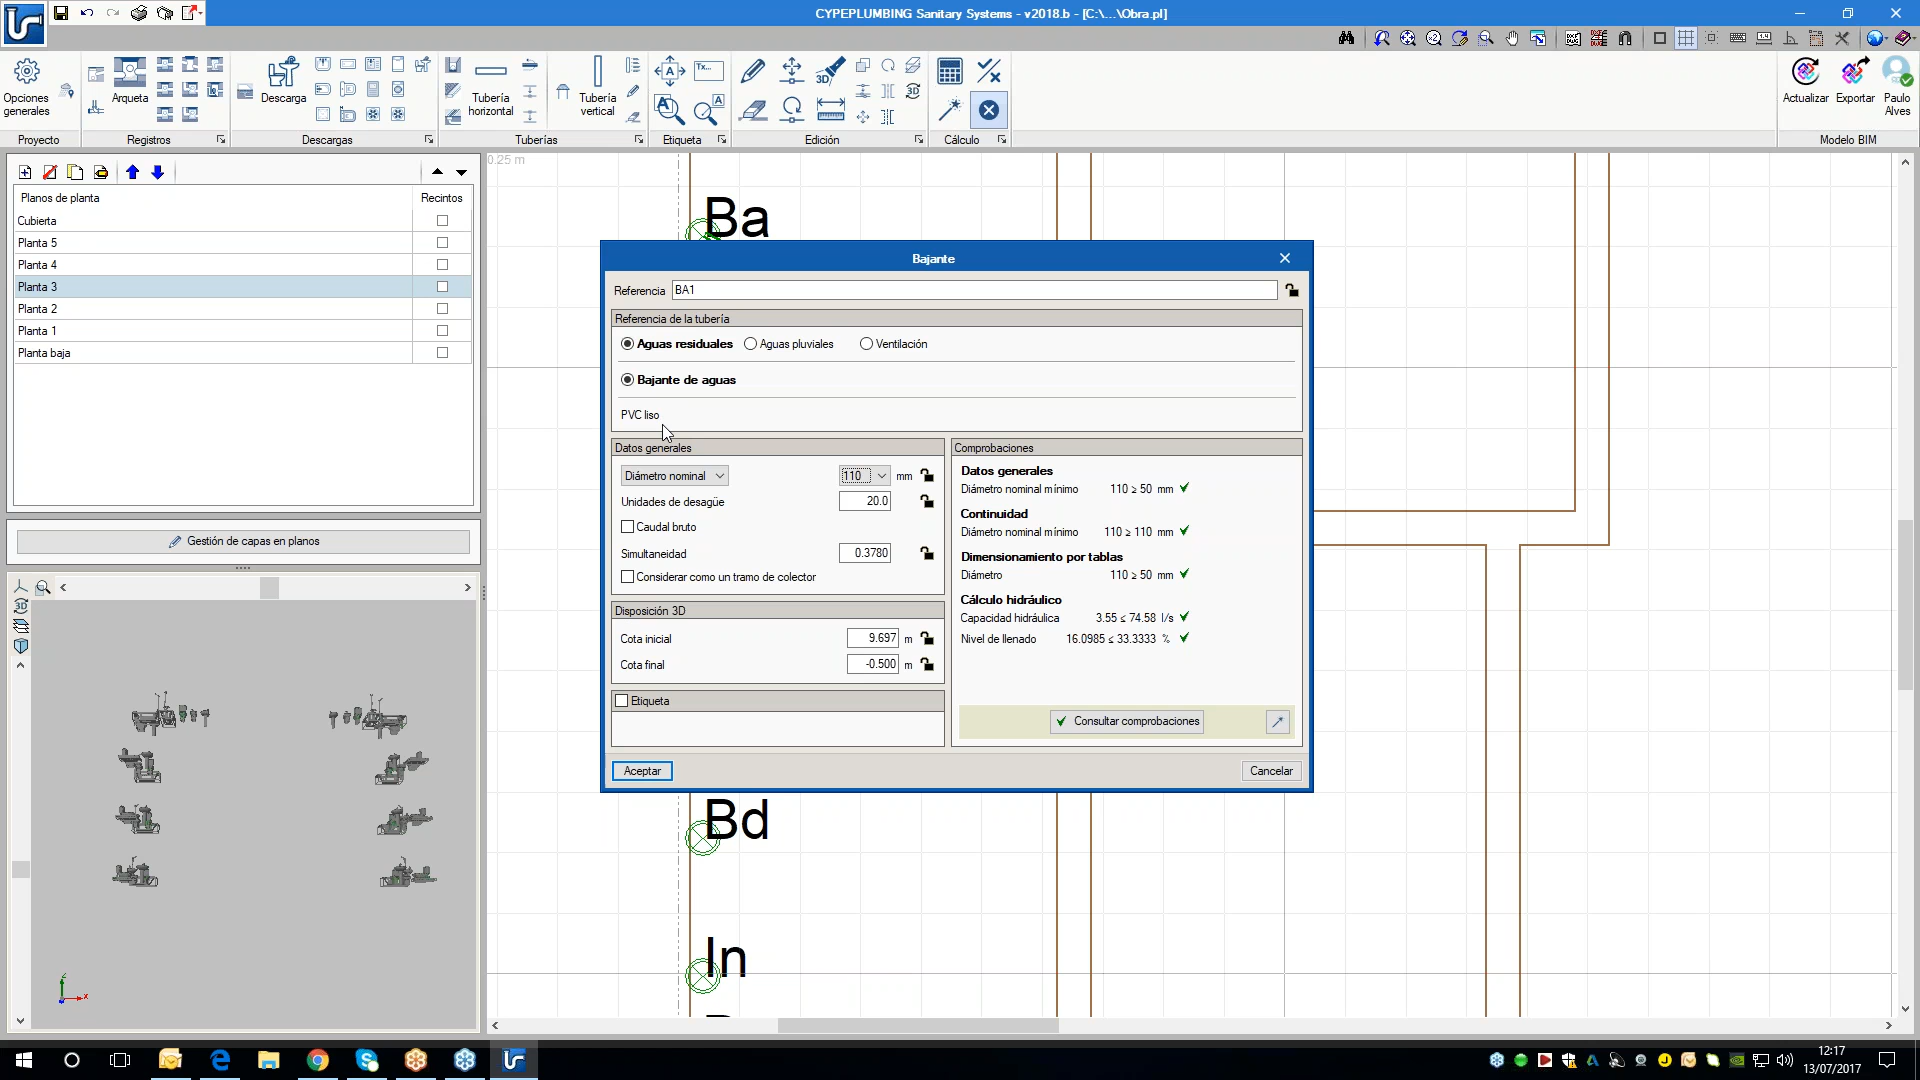 CYPEPLUMBING Sanitary Systems - v2018.b - [C:\...\Obra.pl]
Opciones generales
Arqueta
Descarga
Tubería horizontal
Tubería vertical
Tx...
Actualizar
Exportar
Paulo Alves
Proyecto
Registros
Descargas
Tuberías
Etiqueta
Edición
Cálculo
Modelo BIM
0.25 m
Planos de planta Recintos
Cubierta
Planta 5
Planta 4
Planta 3
Planta 2
Planta 1
Planta baja
Gestión de capas en planos
3D
Ba
Bajante
Referencia BA1
Referencia de la tubería
Aguas residuales Aguas pluviales Ventilación
Bajante de aguas
PVC liso
Datos generales
Diámetro nominal 110 mm
Unidades de desagüe 20.0
Caudal bruto
Simultaneidad 0.3780
Considerar como un tramo de colector
Disposición 3D
Cota inicial 9.697 m
Cota final -0.500 m
Etiqueta
Comprobaciones
Datos generales
Diámetro nominal mínimo 110 ≥ 50 mm
Continuidad
Diámetro nominal mínimo 110 ≥ 110 mm
Dimensionamiento por tablas
Diámetro 110 ≥ 50 mm
Cálculo hidráulico
Capacidad hidráulica 3.55 ≤ 74.58 l/s
Nivel de llenado 16.0985 ≤ 33.3333 %
Consultar comprobaciones
Aceptar Cancelar
Bd
In
12:17
13/07/2017